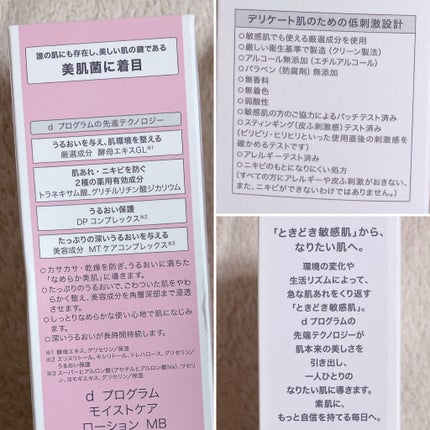 誰の肌にも存在し、美しい肌の鍵である
美肌菌に着目
d プログラムの先進テクノロジー
うるおいを与え、肌環境を整える
厳選成分 酵母エキスGL※1
肌あれ・ニキビを防ぐ
2種の薬用有効成分
トラネキサム酸、グリチルリチン酸ジカリウム
うるおい保護
DPコンプレックス※2
たっぷりの深いうるおいを与える
美容成分 MTケアコンプレックス※3
○カサカサ・乾燥を防ぎ、うるおいに満ちた
「なめらか美肌」に導きます。
○たっぷりのうるおいで、こわついた肌をやわ
らかく整え、美容成分を角層深部まで浸透
させます。
○しっとりなめらかな使い心地で肌になじみ
ます。
○深いうるおいが長時間持続します。
※1 酵母エキス、グリセリン/保湿
※2 エリスリトール、キシリトール、トレハロース、グリセリン/
うるおい保護
※3 スーパーヒアルロン酸(アセチルヒアルロン酸Na)、ワセリ
ン、ヨモギエキス、グリセリン/保湿
d プログラム
モイストケア
ローション MB
デリケート肌のための低刺激設計
○敏感肌でも使える厳選成分を使用
○厳しい衛生基準で製造(クリーン製法)
○アルコール無添加(エチルアルコール)
○パラベン(防腐剤)無添加
○無香料
○無着色
○弱酸性
○敏感肌の方のご協力によるパッチテスト済み
○スティンギング(皮ふ刺激感)テスト済み
(ピリピリ・ヒリヒリといった使用直後の刺激感を
確かめるテストです)
○アレルギーテスト済み
○ニキビのもとになりにくい処方
(すべての方にアレルギーや皮ふ刺激がおきない、
また、ニキビができないわけではありません。)
「ときどき敏感肌」から、
なりたい肌へ。
環境の変化や
生活リズムによって、
急な肌あれをくり返す
「ときどき敏感肌」。
d プログラムの
先端テクノロジーが
肌本来の美しさを
引き出し、
一人ひとりの
なりたい肌に導きます。
素肌に、
もっと自信を持てる毎日へ。